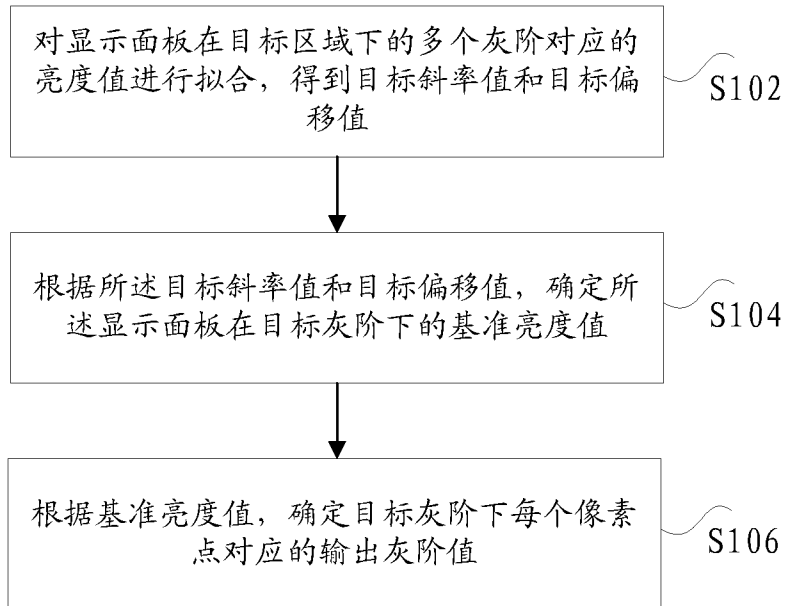 对显示面板在目标区域下的多个灰阶对应的
亮度值进行拟合，得到目标斜率值和目标偏
移值
S102
根据所述目标斜率值和目标偏移值，确定所
述显示面板在目标灰阶下的基准亮度值
S104
根据基准亮度值，确定目标灰阶下每个像素
点对应的输出灰阶值
S106